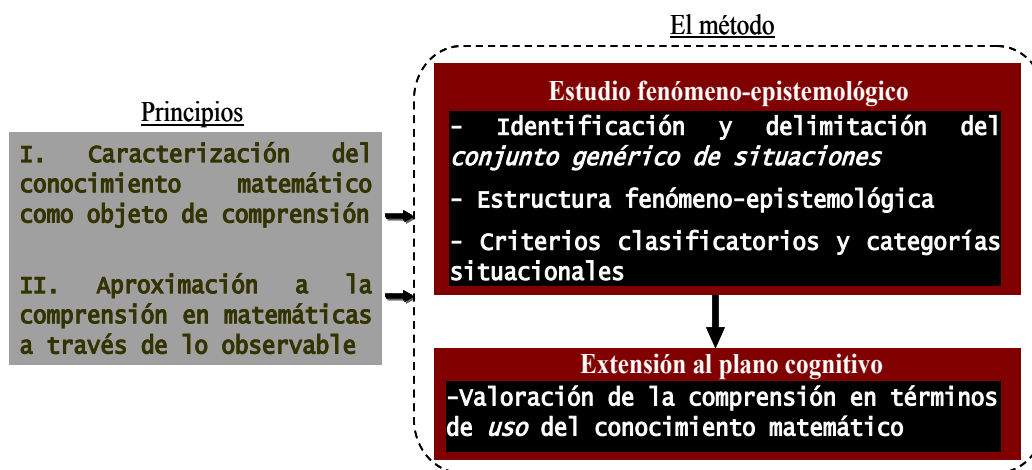 Principios
I. Caracterización del
conocimiento matemático
como objeto de comprensión
II. Aproximación a la
comprensión en matemáticas
a través de lo observable
El método
Estudio fenómeno-epistemológico
- Identificación y delimitación del
conjunto genérico de situaciones
- Estructura fenómeno-epistemológica
- Criterios clasificatorios y categorías
situacionales
Extensión al plano cognitivo
-Valoración de la comprensión en términos
de uso del conocimiento matemático